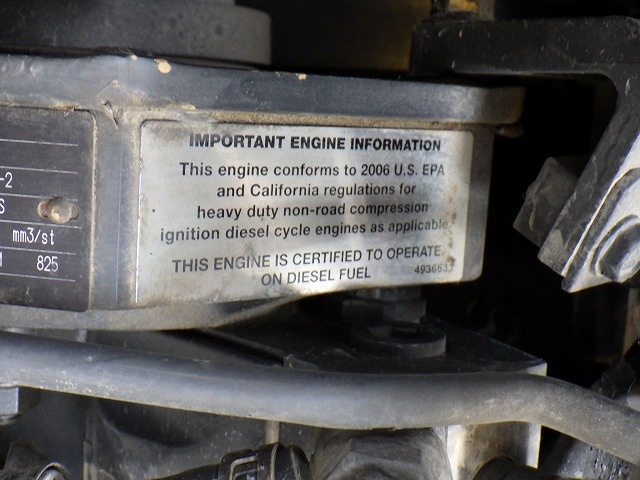 -2
S
mm3/st
825
IMPORTANT ENGINE INFORMATION
This engine conforms to 2006 U.S. EPA
and California regulations for
heavy duty non-road compression
ignition diesel cycle engines as applicable.
THIS ENGINE IS CERTIFIED TO OPERATE
ON DIESEL FUEL